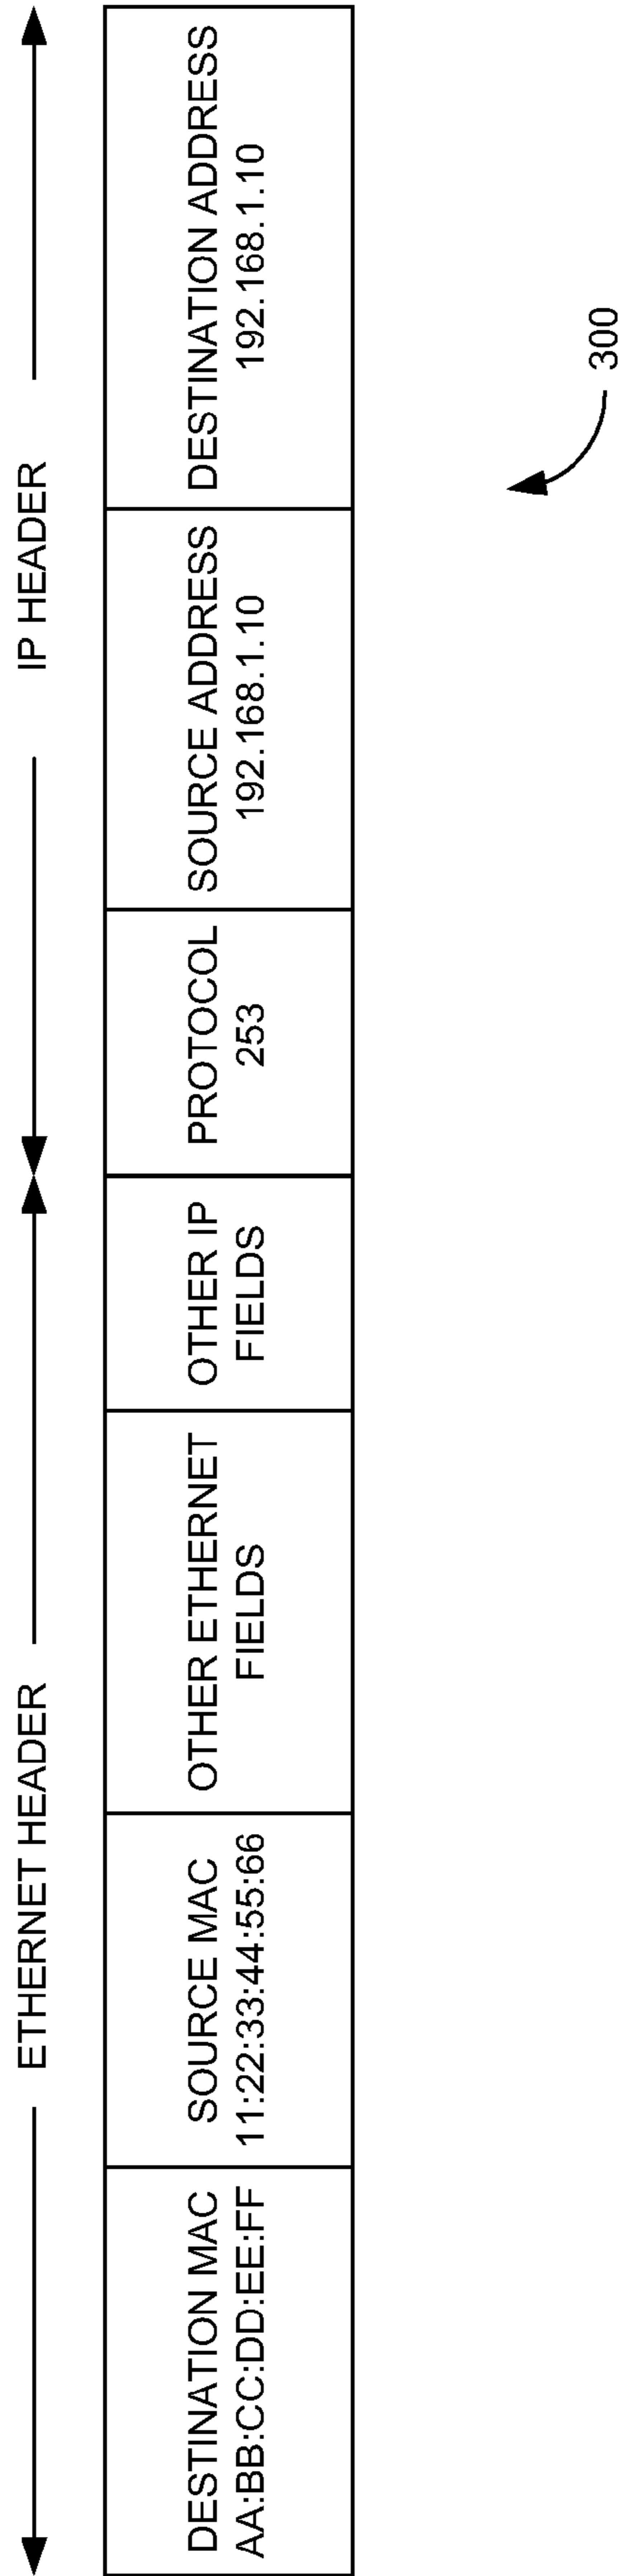 ETHERNET HEADER
IP HEADER
DESTINATION MAC
AA:BB:CC:DD:EE:FF
SOURCE MAC
11:22:33:44:55:66
OTHER ETHERNET
FIELDS
OTHER IP
FIELDS
PROTOCOL
253
SOURCE ADDRESS
192.168.1.10
DESTINATION ADDRESS
192.168.1.10
300